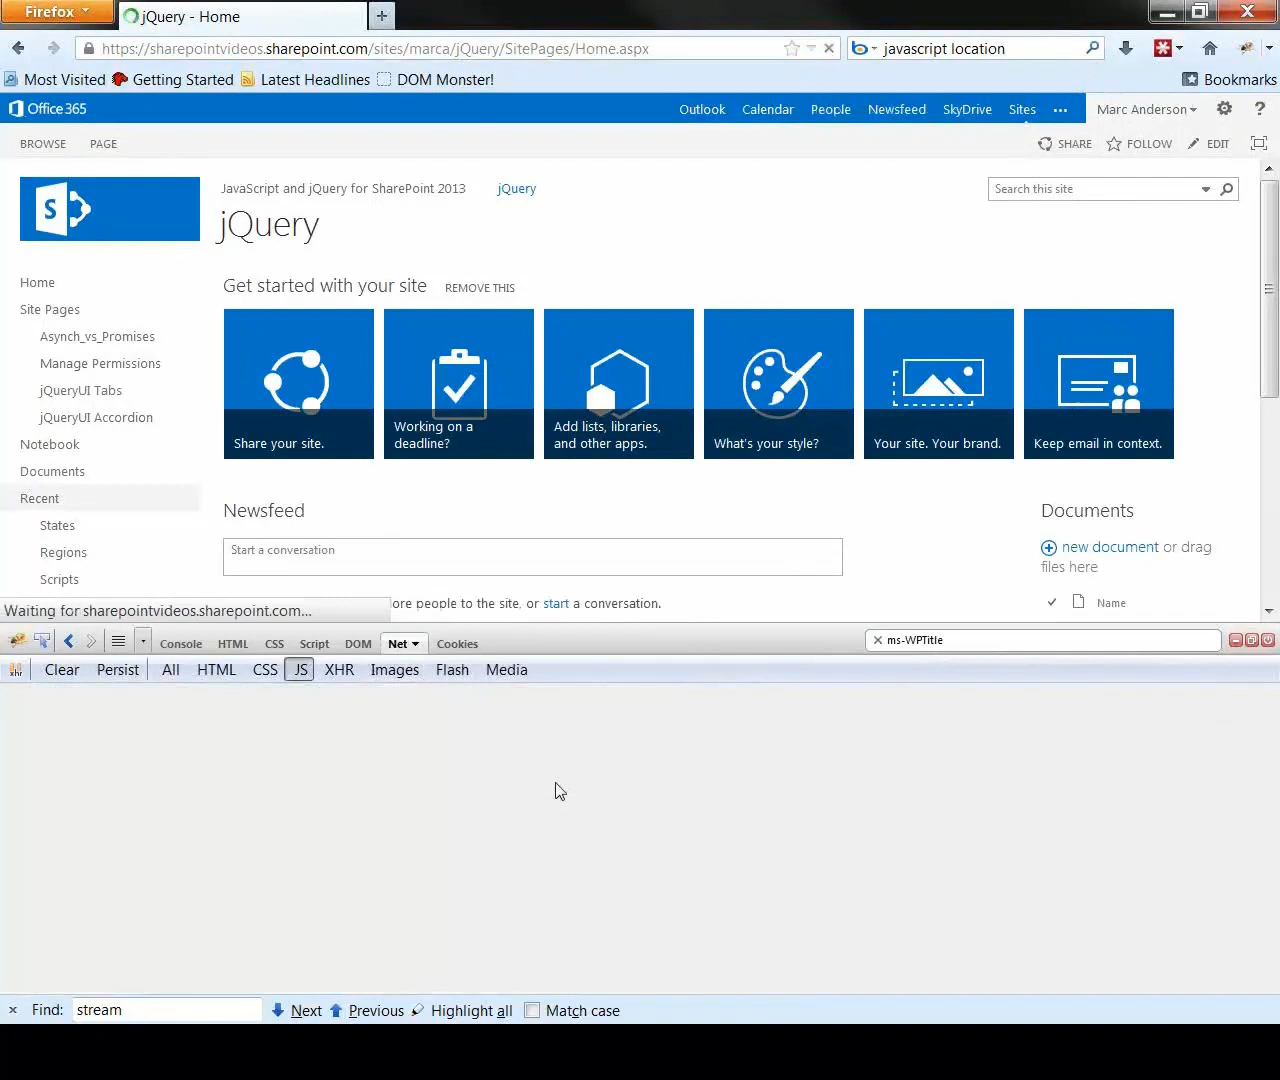 Firefox
jQuery - Home
https://sharepointvideos.sharepoint.com/sites/marca/jQuery/SitePages/Home.aspx
javascript location
Most Visited
Getting Started
Latest Headlines
DOM Monster!
Bookmarks
Office 365
Outlook
Calendar
People
Newsfeed
SkyDrive
Sites
Marc Anderson
BROWSE
PAGE
SHARE
FOLLOW
EDIT
S
JavaScript and jQuery for SharePoint 2013
jQuery
Search this site
jQuery
Home
Site Pages
Asynch_vs_Promises
Manage Permissions
jQueryUI Tabs
jQueryUI Accordion
Notebook
Documents
Recent
States
Regions
Scripts
Get started with your site
REMOVE THIS
Share your site.
Working on a
deadline?
Add lists, libraries,
and other apps.
What's your style?
Your site. Your brand.
Keep email in context.
Newsfeed
Start a conversation
ore people to the site, or start a conversation.
Documents
new document or drag
files here
Name
Waiting for sharepointvideos.sharepoint.com...
Console
HTML
CSS
Script
DOM
Net
Cookies
ms-WPTitle
xhr
Clear
Persist
All
HTML
CSS
JS
XHR
Images
Flash
Media
Find:
stream
Next
Previous
Highlight all
Match case